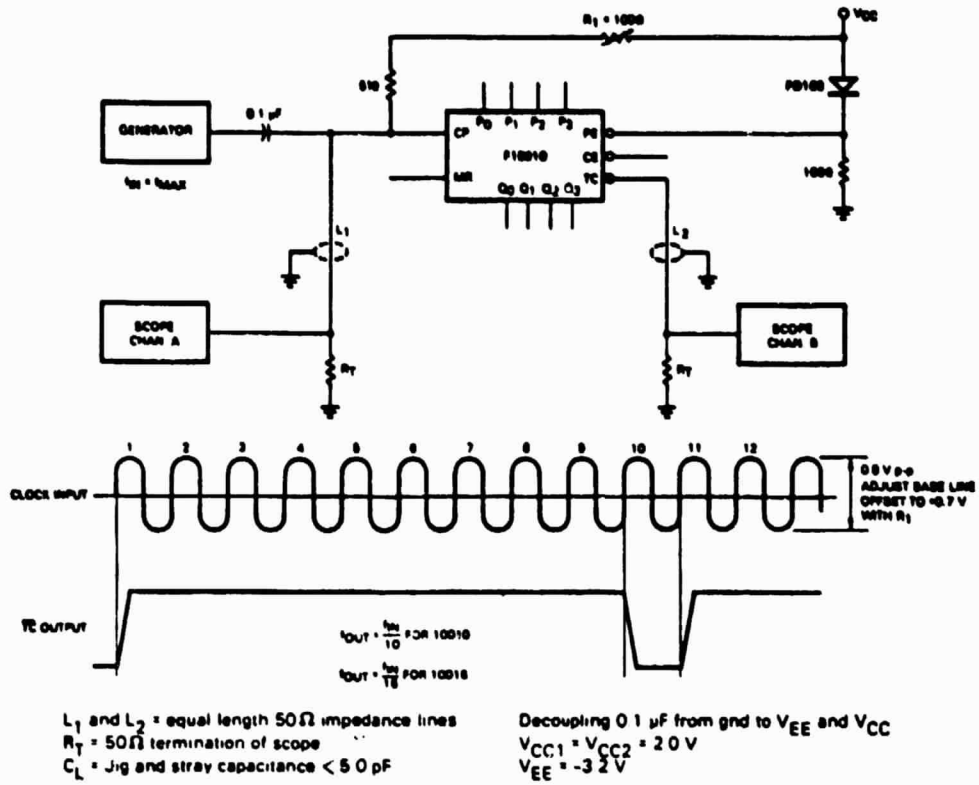 VCC
R1 = 1000
510
FD100
0.1 µF
GENERATOR
P0 P1 P2 P3
CP
PE
F10010
CE
1000
MR
TC
Q0 Q1 Q2 Q3
fIN = fMAX
L1
L2
SCOPE
CHAN A
SCOPE
CHAN B
RT
RT
1 2 3 4 5 6 7 8 9 10 11 12
CLOCK INPUT
V p-p
ADJUST BASE LINE
OFFSET TO +0.7 V
WITH R1
TC OUTPUT
fOUT = fIN/10 FOR 10010
fOUT = fIN/16 FOR 10016
L1 and L2 = equal length 50Ω impedance lines
RT = 50Ω termination of scope
CL = Jig and stray capacitance < 5 0 pF
Decoupling 0 1 µF from gnd to VEE and VCC
VCC1 = VCC2 = 2 0 V
VEE = -3 2 V